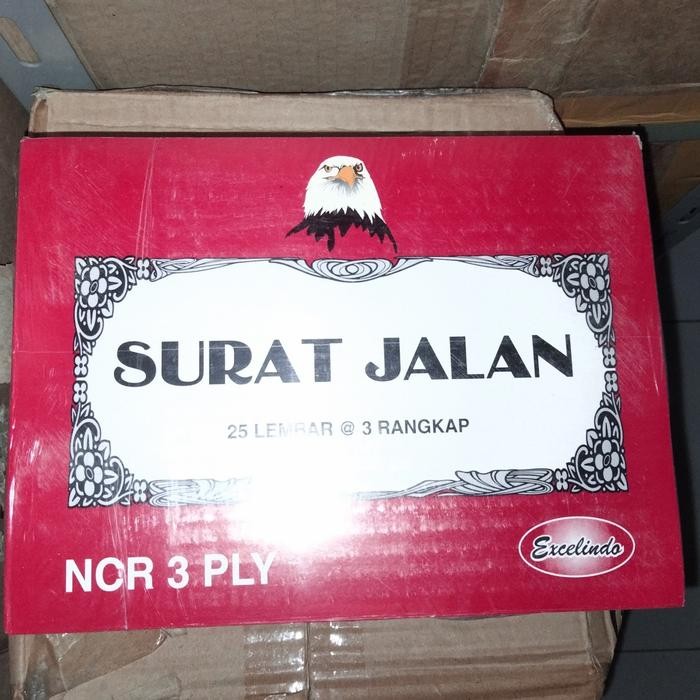 SURAT JALAN
25 LEMBAR @ 3 RANGKAP
NCR 3 PLY
Excelindo